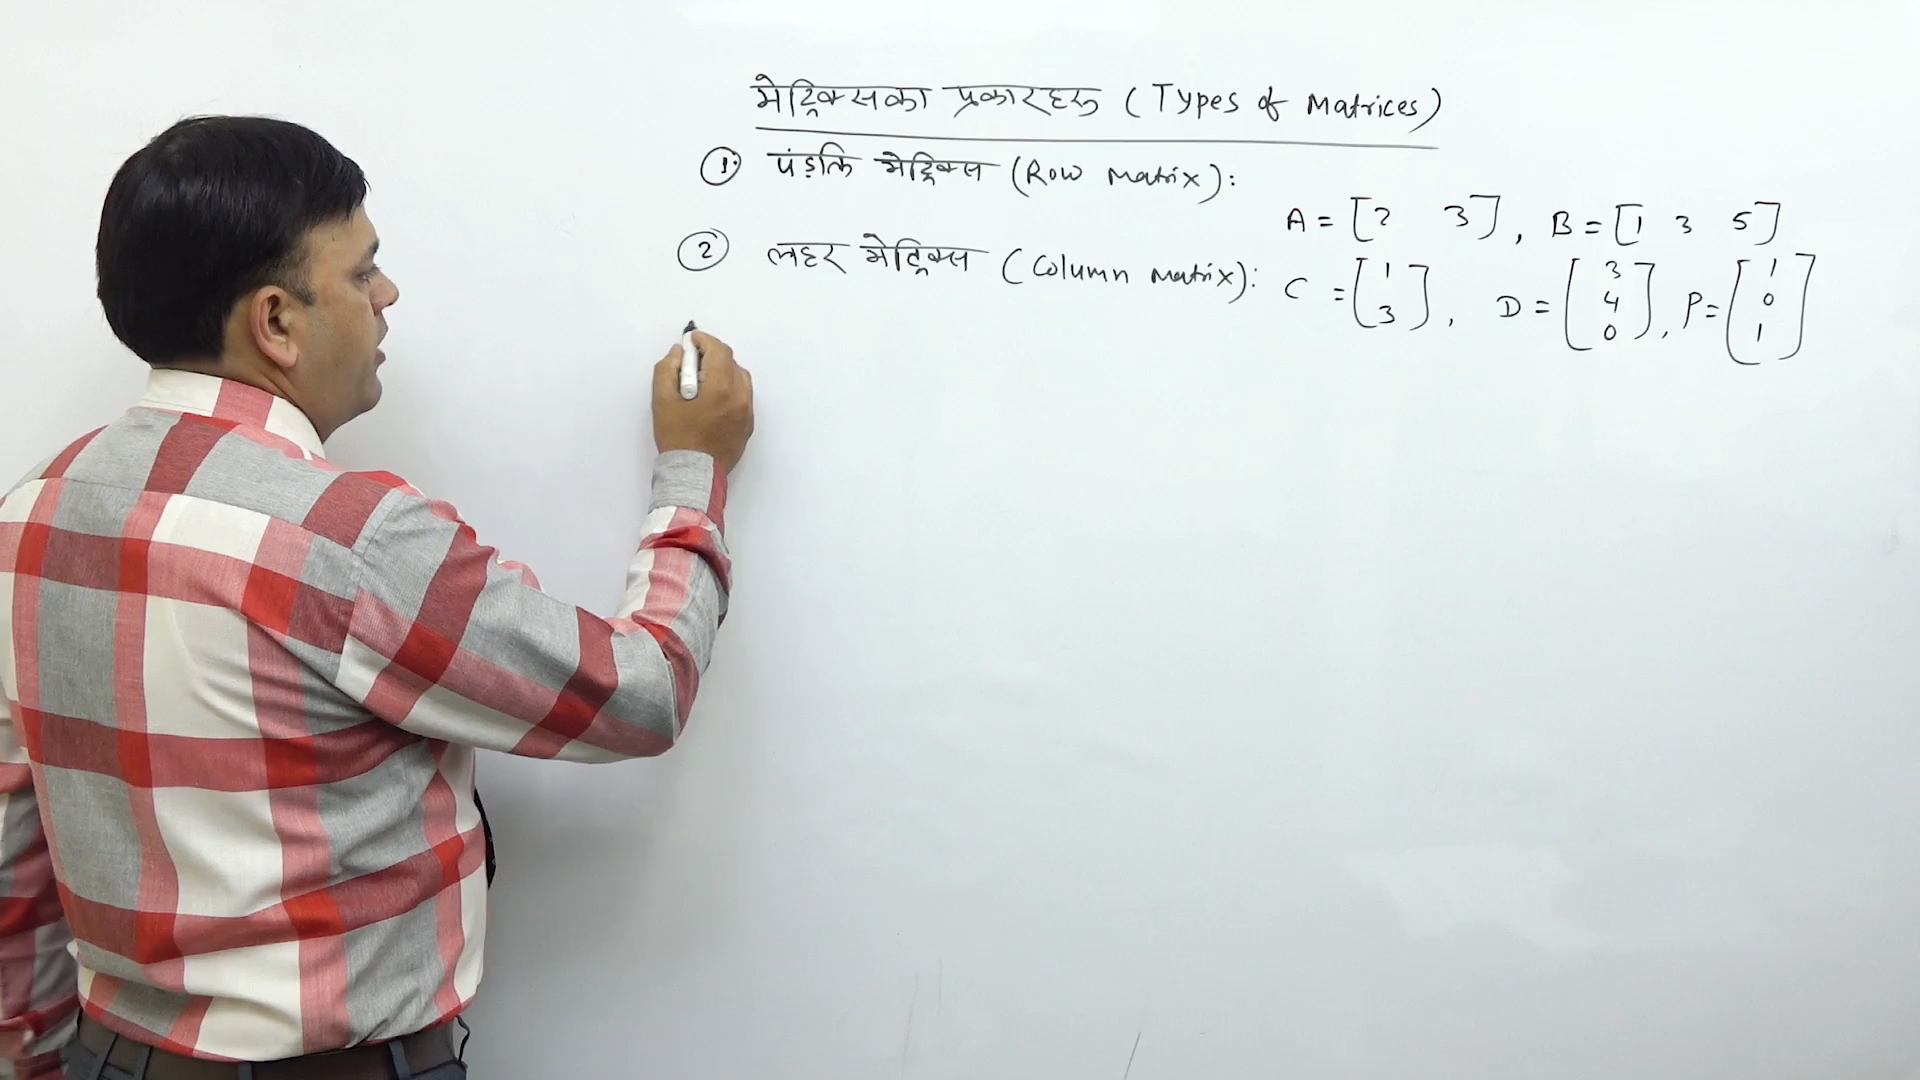 मेट्रिक्सका प्रकारहरू (Types of Matrices)
① पंङ्क्ति मेट्रिक्स (Row Matrix):
A = [2 3], B = [1 3 5]
② लहर मेट्रिक्स (Column Matrix): C = [1 3], D = [3 4 0], P = [1 0 1]